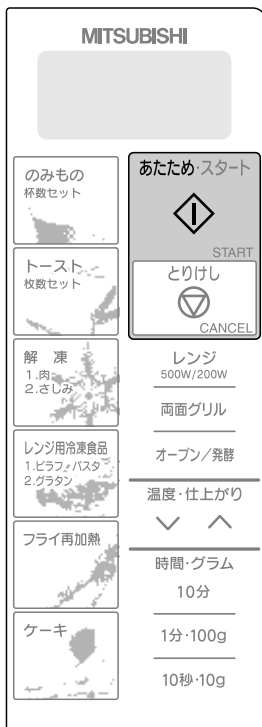 MITSUBISHI
のみもの
杯数セット
トースト
枚数セット
解 凍
1.肉
2.さしみ
レンジ用冷凍食品
1.ピラフ・パスタ
2.グラタン
フライ再加熱
ケーキ
あたため・スタート
START
とりけし
CANCEL
レンジ
500W/200W
両面グリル
オーブン／発酵
温度・仕上がり
時間・グラム
10分
1分・100g
10秒・10g